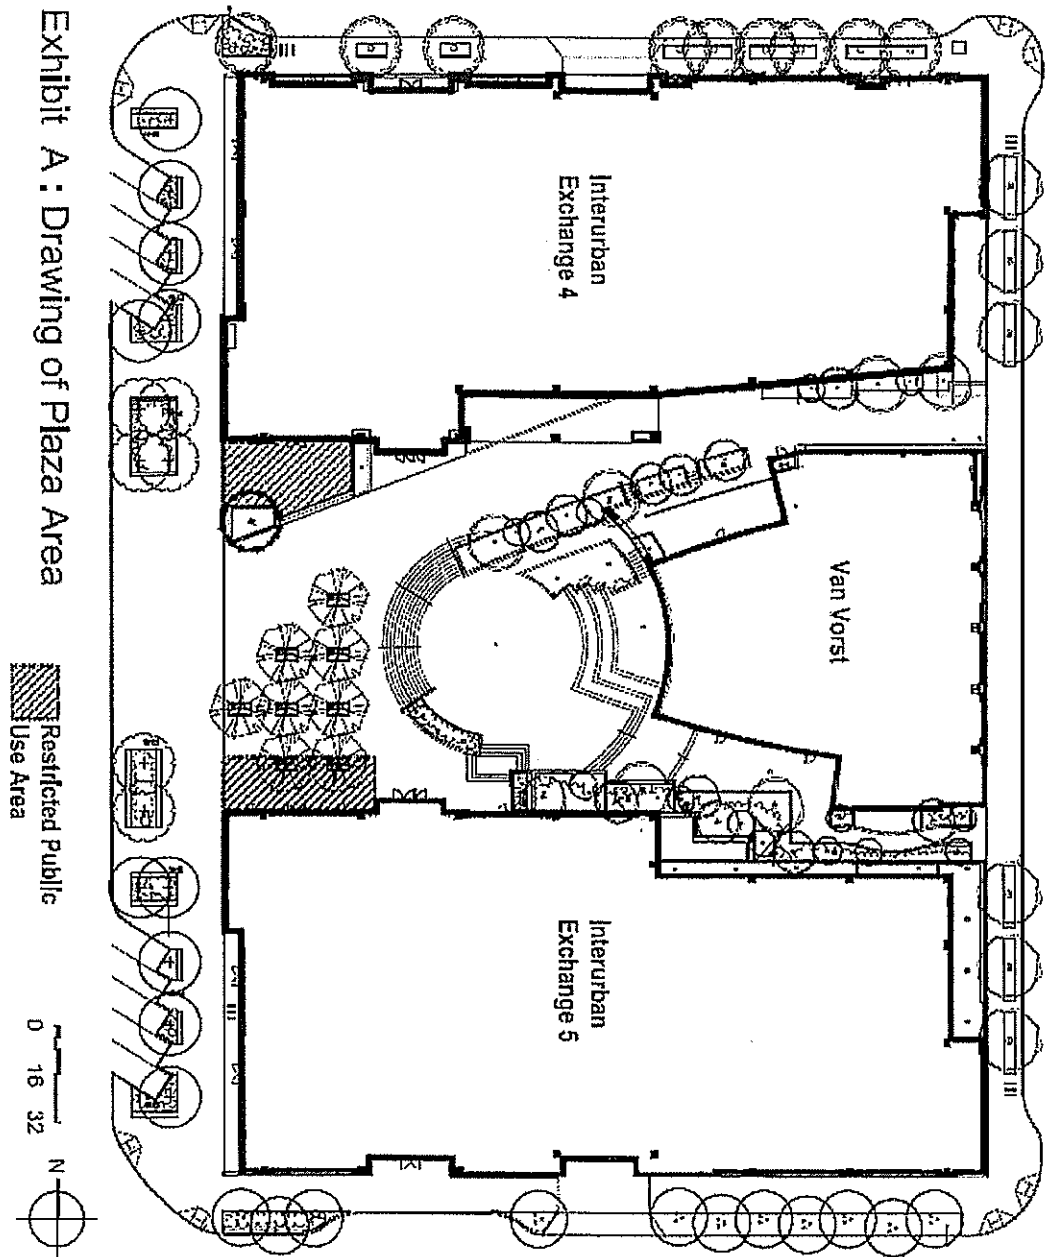 Interurban
Exchange 4
Van Vorst
Interurban
Exchange 5
Exhibit A: Drawing of Plaza Area
Restricted Public
Use Area
0 16 32
N